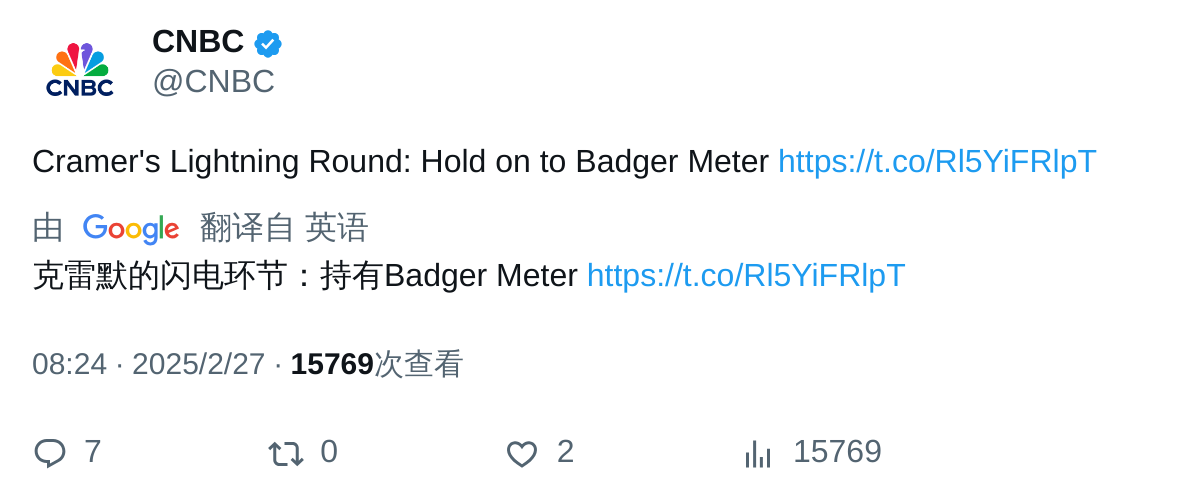 CNBC
CNBC
@CNBC
Cramer's Lightning Round: Hold on to Badger Meter https://t.co/Rl5YiFRlpT
由 Google 翻译自 英语
克雷默的闪电环节：持有Badger Meter https://t.co/Rl5YiFRlpT
08:24 · 2025/2/27 · 15769次查看
7 0 2 15769